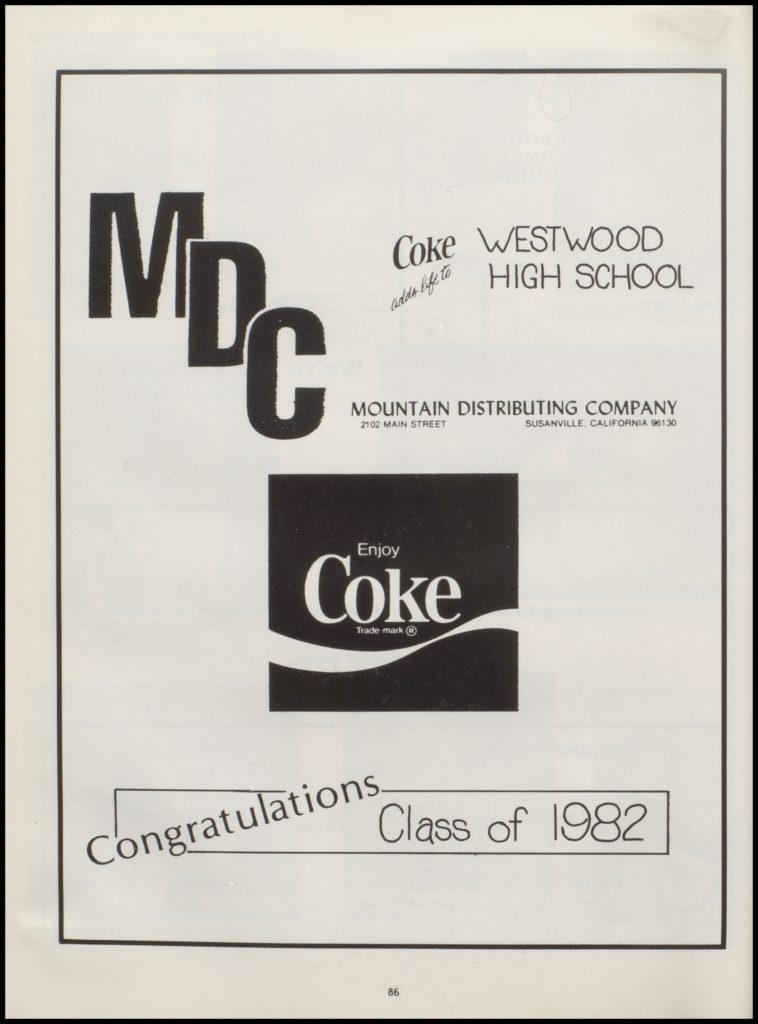 MDC
Coke
adds life to
WESTWOOD
HIGH SCHOOL
MOUNTAIN DISTRIBUTING COMPANY
2102 MAIN STREET SUSANVILLE, CALIFORNIA 96130
Enjoy
Coke
Trade-mark ®
Congratulations
Class of 1982
86